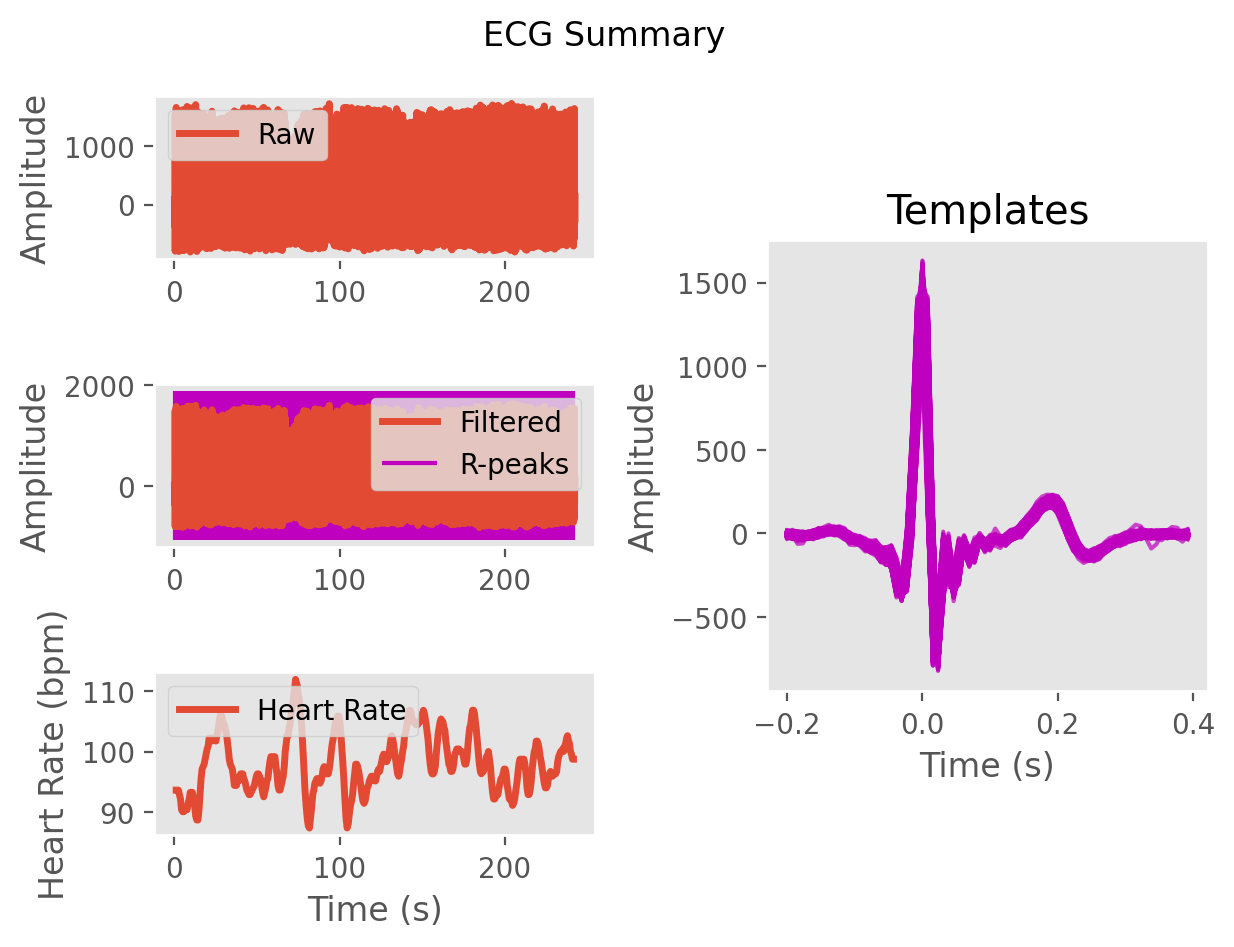 ECG Summary
Amplitude
1000
0
Raw
0
100
200
Amplitude
2000
0
Filtered
R-peaks
0
100
200
Heart Rate (bpm)
110
100
90
Heart Rate
0
100
200
Time (s)
Templates
Amplitude
1500
1000
500
0
−500
−0.2
0.0
0.2
0.4
Time (s)